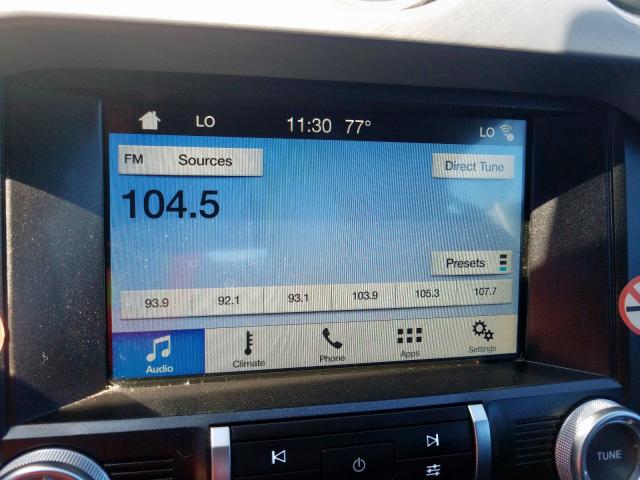 LO 11:30 77° LO
FM Sources Direct Tune
104.5
Presets
93.9 92.1 93.1 103.9 105.3 107.7
Audio Climate Phone Apps Settings
TUNE